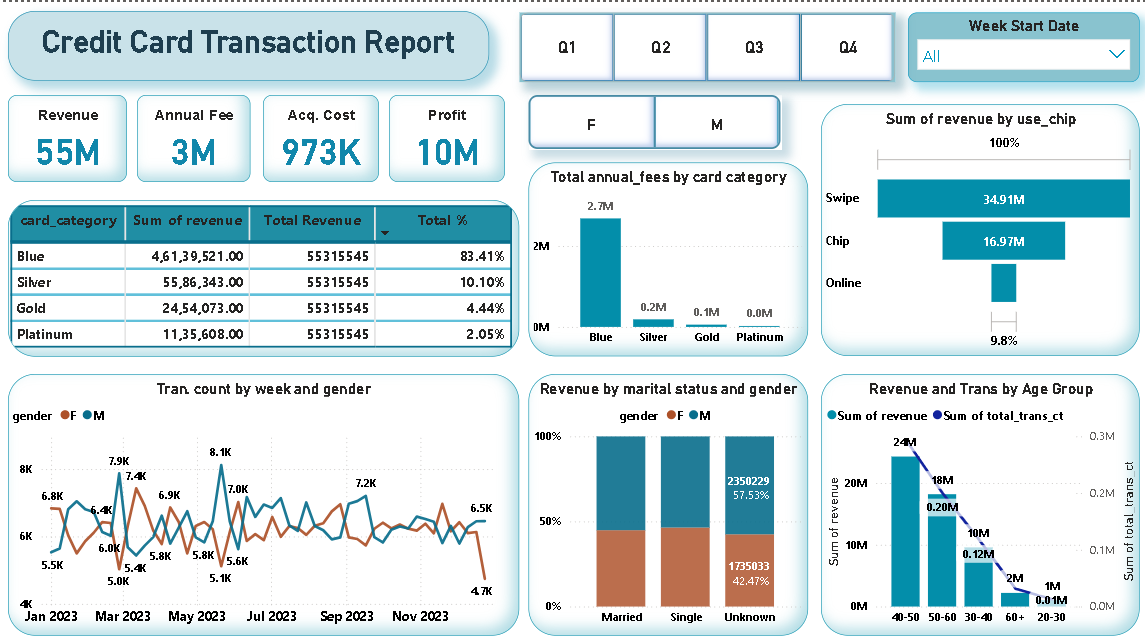 Credit Card Transaction Report
Q1 Q2 Q3 Q4
Week Start Date
All
Revenue
55M
Annual Fee
3M
Acq. Cost
973K
Profit
10M
F M
card_category Sum of revenue Total Revenue Total %
Blue 4,61,39,521.00 55315545 83.41%
Silver 55,86,343.00 55315545 10.10%
Gold 24,54,073.00 55315545 4.44%
Platinum 11,35,608.00 55315545 2.05%
Total annual_fees by card category
2.7M
2M
0.2M
0.1M
0.0M
0M
Blue Silver Gold Platinum
Sum of revenue by use_chip
100%
Swipe 34.91M
Chip 16.97M
Online
9.8%
Tran. count by week and gender
gender F M
8K
6K
4K
6.8K
5.5K
6.4K
6.0K
7.9K
5.0K
7.4K
5.4K
5.8K
6.9K
5.8K
8.1K
5.1K
7.0K
5.6K
7.2K
6.5K
4.7K
Jan 2023 Mar 2023 May 2023 Jul 2023 Sep 2023 Nov 2023
Revenue by marital status and gender
gender F M
100%
50%
0%
2350229
57.53%
1735033
42.47%
Married Single Unknown
Revenue and Trans by Age Group
Sum of revenue Sum of total_trans_ct
Sum of revenue
20M
10M
0M
24M
18M
0.20M
10M
0.12M
2M
1M
0.01M
0.3M
0.2M
0.1M
0.0M
Sum of total_trans_ct
40-50 50-60 30-40 60+ 20-30